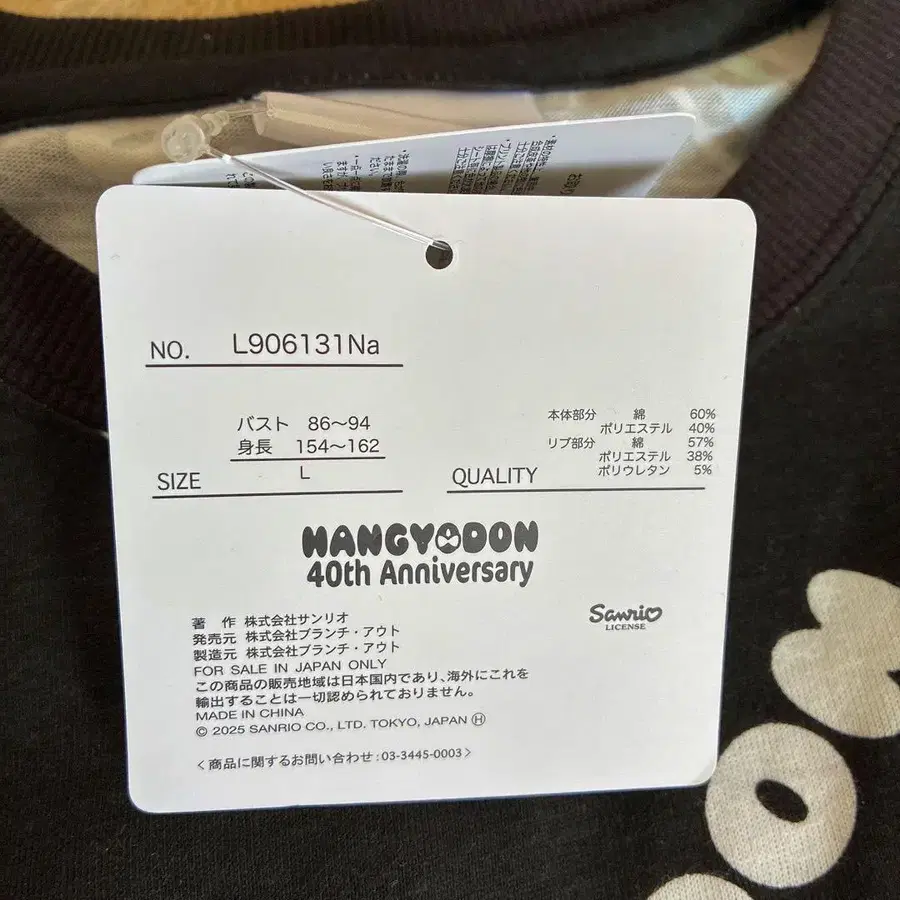 NO. L906131Na
バスト 86～94
身長 154～162
SIZE L
本体部分 綿 60%
ポリエステル 40%
リブ部分 綿 57%
ポリエステル 38%
ポリウレタン 5%
QUALITY
HANGYODON
40th Anniversary
著 作 株式会社サンリオ
発売元 株式会社ブランチ・アウト
製造元 株式会社ブランチ・アウト
FOR SALE IN JAPAN ONLY
この商品の販売地域は日本国内であり、海外にこれを
輸出することは一切認められておりません。
MADE IN CHINA
© 2025 SANRIO CO., LTD. TOKYO, JAPAN Ⓗ
Sanrio
LICENSE
＜商品に関するお問い合わせ:03-3445-0003＞